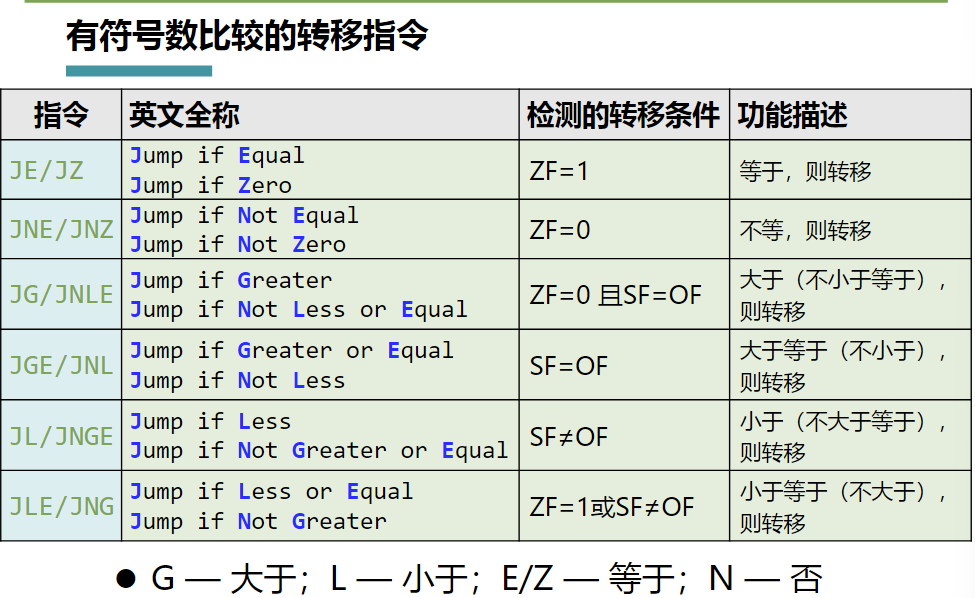 有符号数比较的转移指令
指令 英文全称 检测的转移条件 功能描述
JE/JZ
Jump if Equal
Jump if Zero
ZF=1
等于，则转移
JNE/JNZ
Jump if Not Equal
Jump if Not Zero
ZF=0
不等，则转移
JG/JNLE
Jump if Greater
Jump if Not Less or Equal
ZF=0 且SF=OF
大于（不小于等于），
则转移
JGE/JNL
Jump if Greater or Equal
Jump if Not Less
SF=OF
大于等于（不小于），
则转移
JL/JNGE
Jump if Less
Jump if Not Greater or Equal
SF≠OF
小于（不大于等于），
则转移
JLE/JNG
Jump if Less or Equal
Jump if Not Greater
ZF=1或SF≠OF
小于等于（不大于），
则转移
● G — 大于；L — 小于；E/Z — 等于；N — 否